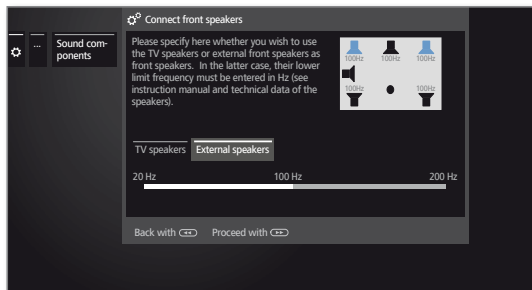 Connect front speakers
...
Sound com-
ponents
Please specify here whether you wish to use
the TV speakers or external front speakers as
front speakers. In the latter case, their lower
limit frequency must be entered in Hz (see
instruction manual and technical data of the
speakers).
100Hz 100Hz 100Hz
100Hz 100Hz
TV speakers External speakers
20 Hz 100 Hz 200 Hz
Back with Proceed with